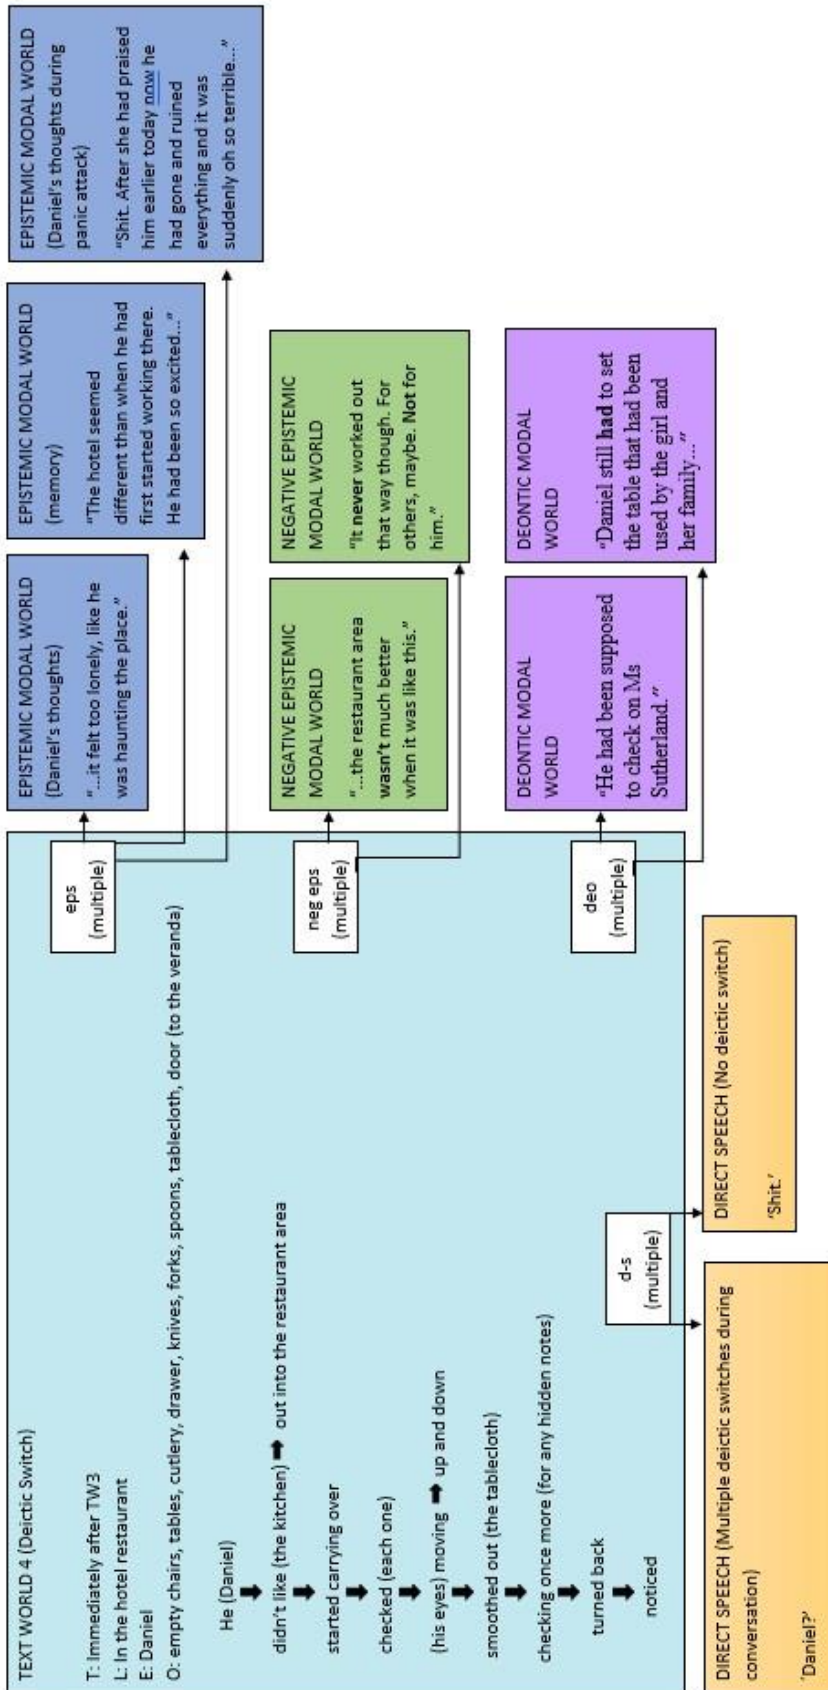 TEXT WORLD 4 (Deictic Switch)
T: Immediately after TW3
L: In the hotel restaurant
E: Daniel
O: empty chairs, tables, cutlery, drawer, knives, forks, spoons, tablecloth, door (to the veranda)
He (Daniel)
didn't like (the kitchen) ➡ out into the restaurant area
started carrying over
checked (each one)
(his eyes) moving ➡ up and down
smoothed out (the tablecloth)
checking once more (for any hidden notes)
turned back
noticed
eps
(multiple)
neg eps
(multiple)
deo
(multiple)
d-s
(multiple)
EPISTEMIC MODAL WORLD
(Daniel's thoughts)
"...it felt too lonely, like he
was haunting the place."
EPISTEMIC MODAL WORLD
(memory)
"The hotel seemed
different than when he had
first started working there.
He had been so excited..."
EPISTEMIC MODAL WORLD
(Daniel's thoughts during
panic attack)
"Shit. After she had praised
him earlier today now he
had gone and ruined
everything and it was
suddenly oh so terrible..."
NEGATIVE EPISTEMIC
MODAL WORLD
"...the restaurant area
wasn't much better
when it was like this."
NEGATIVE EPISTEMIC
MODAL WORLD
"It never worked out
that way though. For
others, maybe. Not for
him."
DEONTIC MODAL
WORLD
"He had been supposed
to check on Ms
Sutherland."
DEONTIC MODAL
WORLD
"Daniel still had to set
the table that had been
used by the girl and
her family..."
DIRECT SPEECH (Multiple deictic switches during
conversation)
'Daniel?'
DIRECT SPEECH (No deictic switch)
'Shit.'